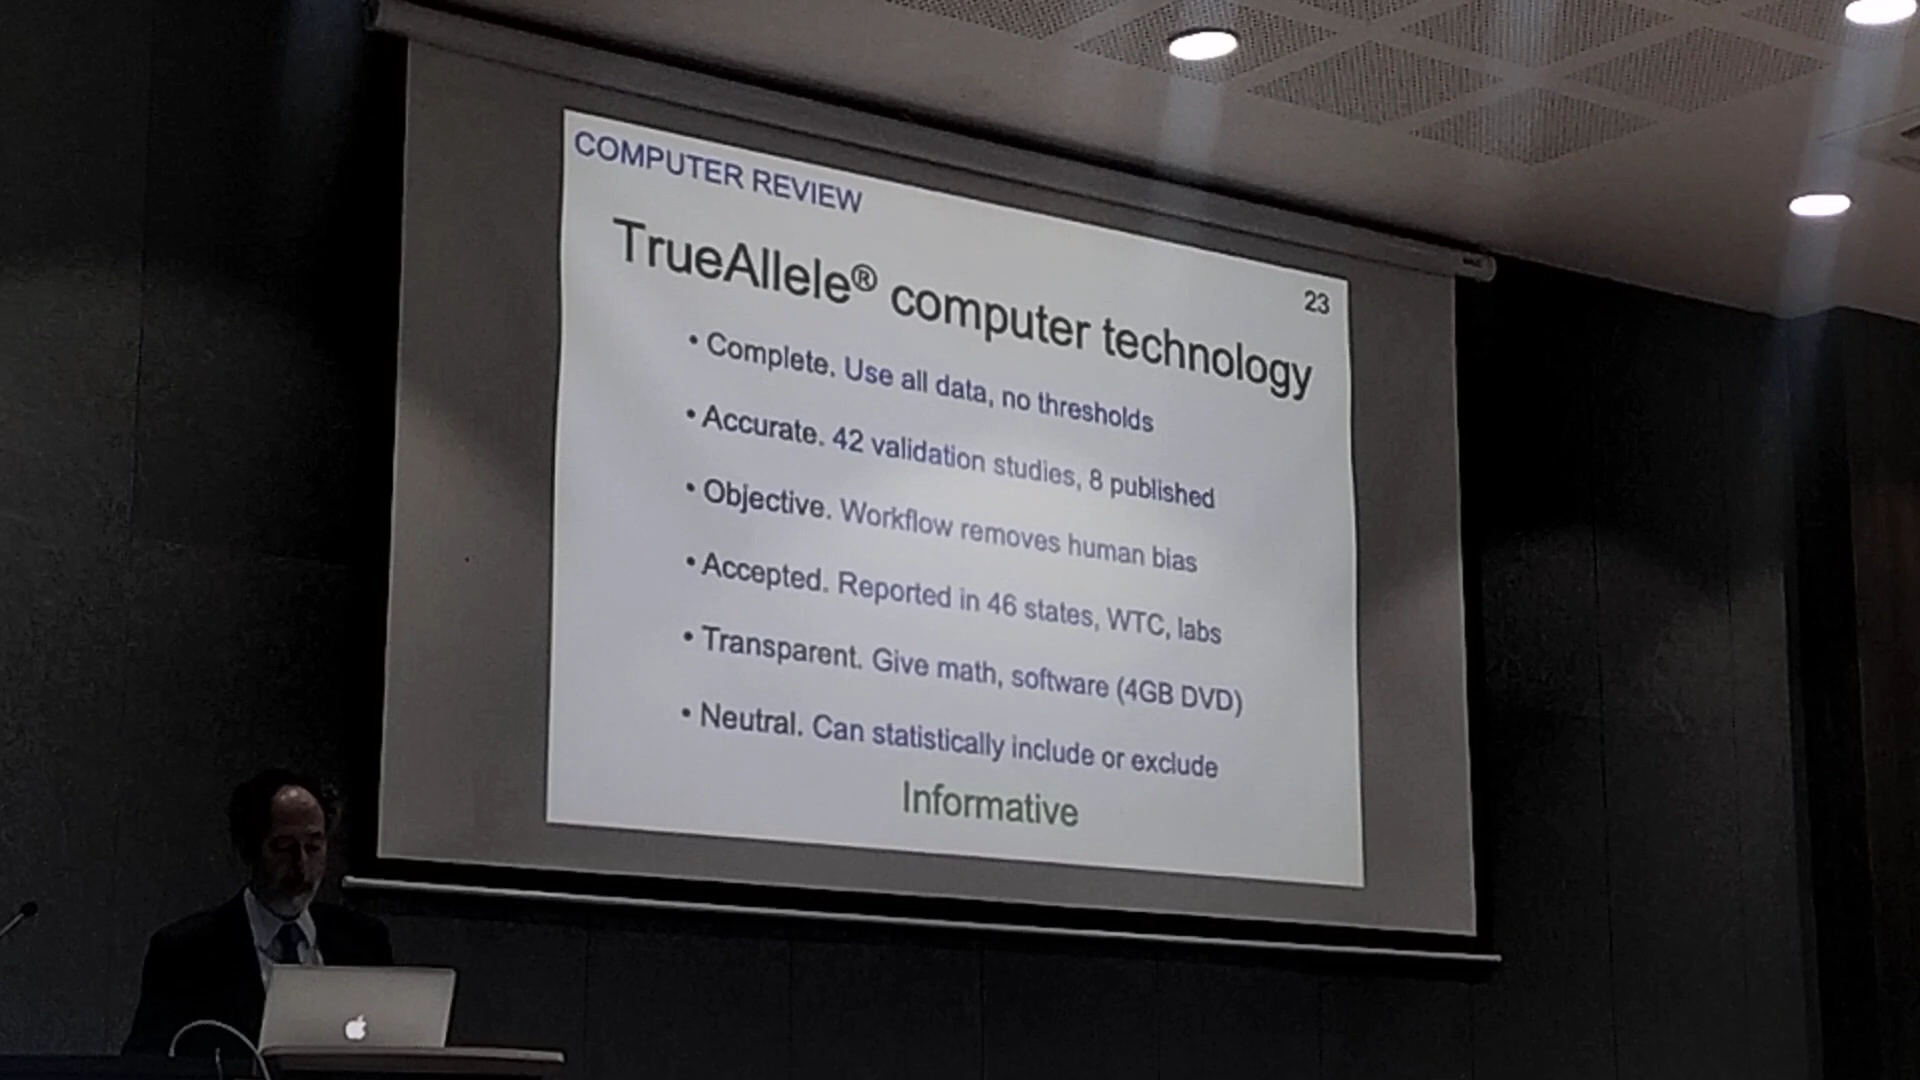 COMPUTER REVIEW
23
TrueAllele® computer technology
• Complete. Use all data, no thresholds
• Accurate. 42 validation studies, 8 published
• Objective. Workflow removes human bias
• Accepted. Reported in 46 states, WTC, labs
• Transparent. Give math, software (4GB DVD)
• Neutral. Can statistically include or exclude
Informative